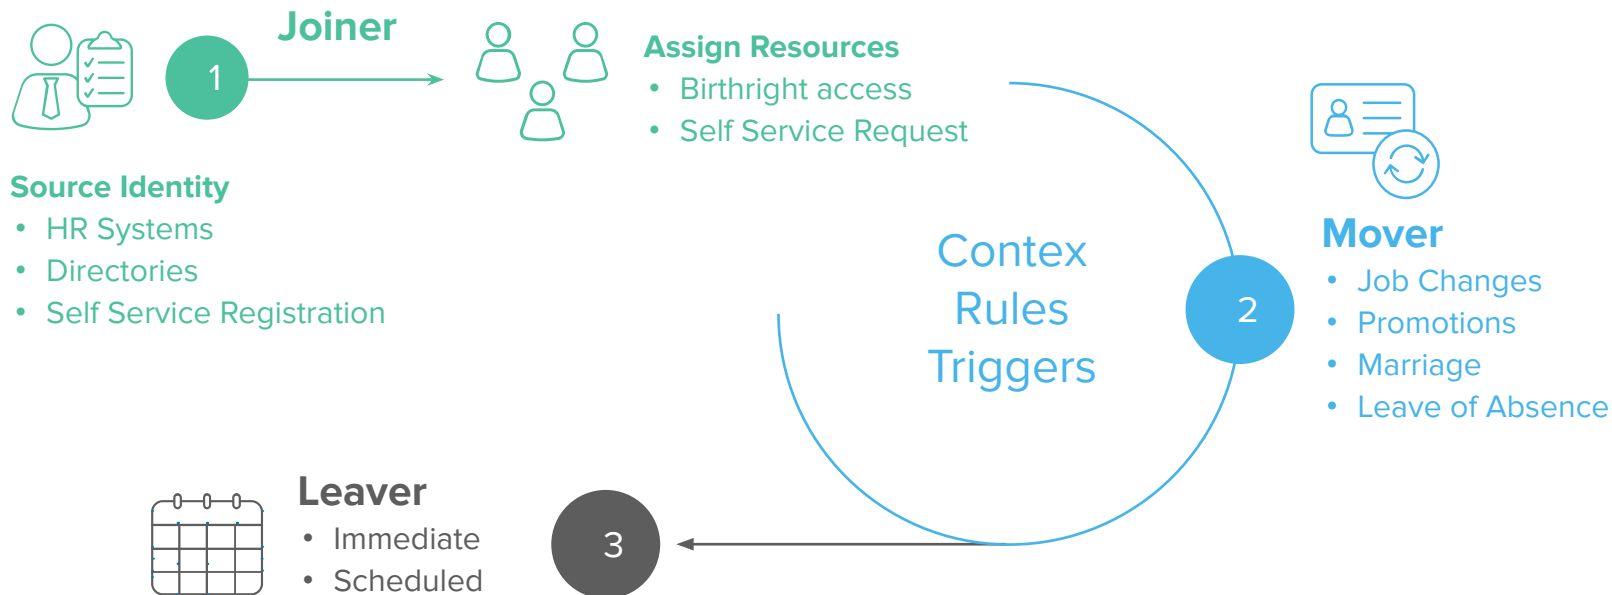 Joiner
1
Assign Resources
• Birthright access
• Self Service Request
Source Identity
• HR Systems
• Directories
• Self Service Registration
Contex
Rules
Triggers
2
Mover
• Job Changes
• Promotions
• Marriage
• Leave of Absence
Leaver
• Immediate
• Scheduled
3